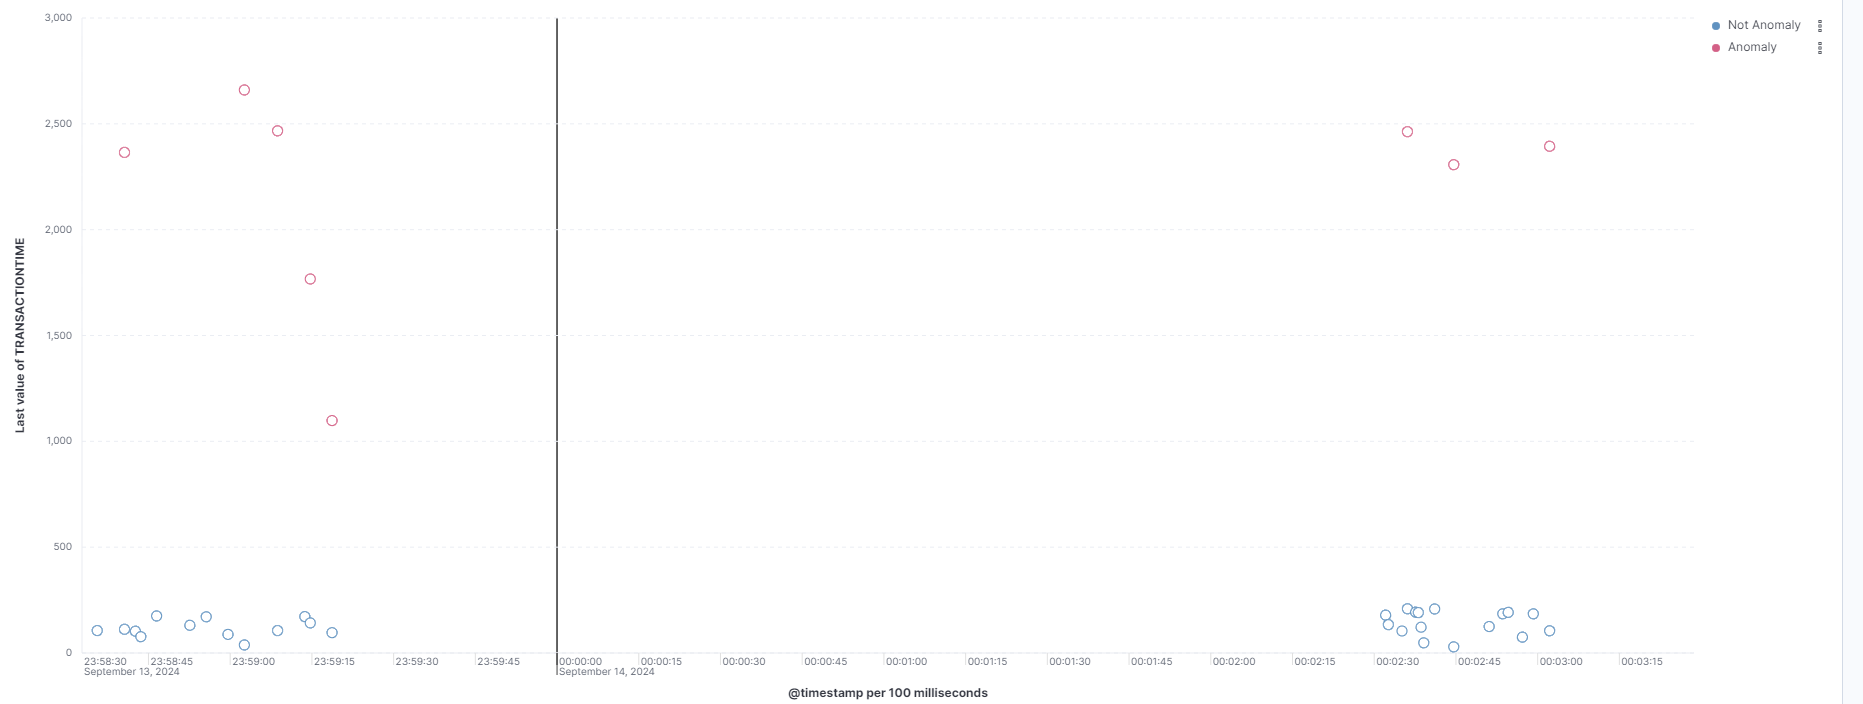 3,000
2,500
2,000
1,500
1,000
500
0
Last value of TRANSACTIONTIME
23:58:30 23:58:45 23:59:00 23:59:15 23:59:30 23:59:45 00:00:00 00:00:15 00:00:30 00:00:45 00:01:00 00:01:15 00:01:30 00:01:45 00:02:00 00:02:15 00:02:30 00:02:45 00:03:00 00:03:15
September 13, 2024 September 14, 2024
@timestamp per 100 milliseconds
Not Anomaly
Anomaly